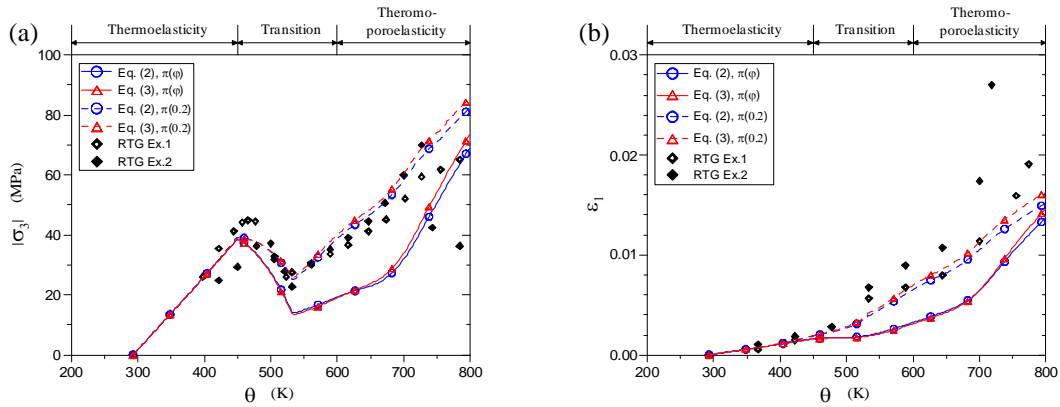 (a)
Thermoelasticity
Transition
Theromo-
poroelasticity
100
80
60
40
20
0
|σ3| (MPa)
Eq. (2), π(φ)
Eq. (3), π(φ)
Eq. (2), π(0.2)
Eq. (3), π(0.2)
RTG Ex.1
RTG Ex.2
200 300 400 500 600 700 800
θ (K)
(b)
Thermoelasticity
Transition
Theromo-
poroelasticity
0.03
0.02
0.01
0.00
ε1
Eq. (2), π(φ)
Eq. (3), π(φ)
Eq. (2), π(0.2)
Eq. (3), π(0.2)
RTG Ex.1
RTG Ex.2
200 300 400 500 600 700 800
θ (K)